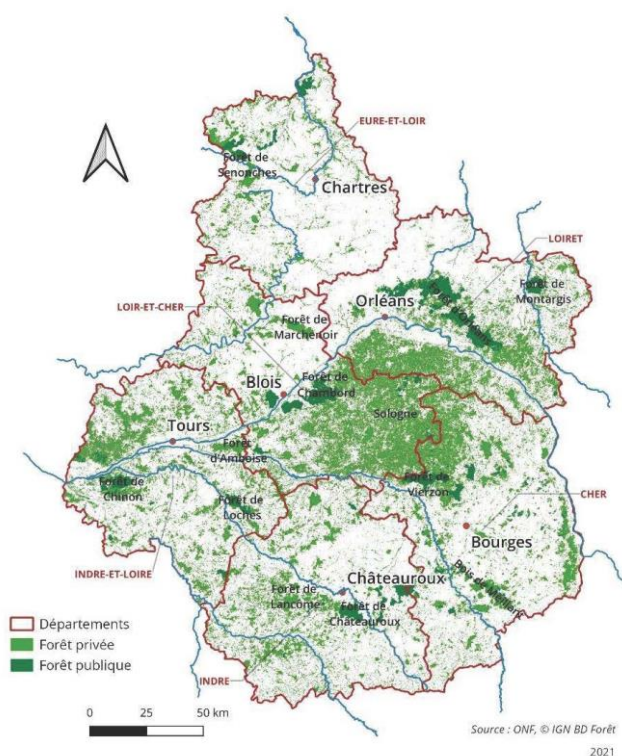 EURE-ET-LOIR
Forêt de
Senonches
Chartres
LOIRET
Forêt de
Montargis
Orléans
Forêt d'Orléans
LOIR-ET-CHER
Forêt de
Marchenoir
Blois
Forêt de
Chambord
Sologne
Tours
Forêt
d'Amboise
Forêt de
Chinon
Forêt de
Loches
Forêt de
Vierzon
CHER
Bourges
INDRE-ET-LOIRE
Châteauroux
Forêt de
Lancome
Forêt de
Châteauroux
Bois de Meillant
INDRE
Départements
Forêt privée
Forêt publique
0 25 50 km
Source : ONF, © IGN BD Forêt
2021